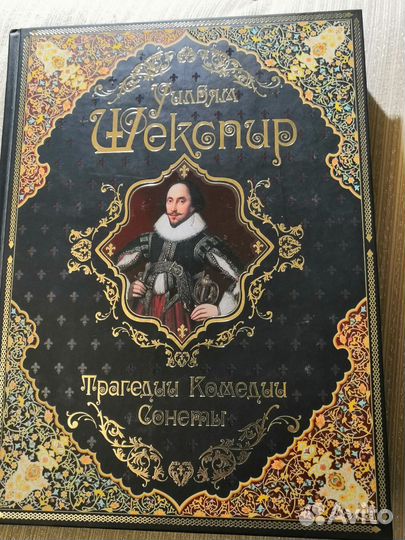 Уильям
Шекспир
Трагедии Комедии
Сонеты
Avito